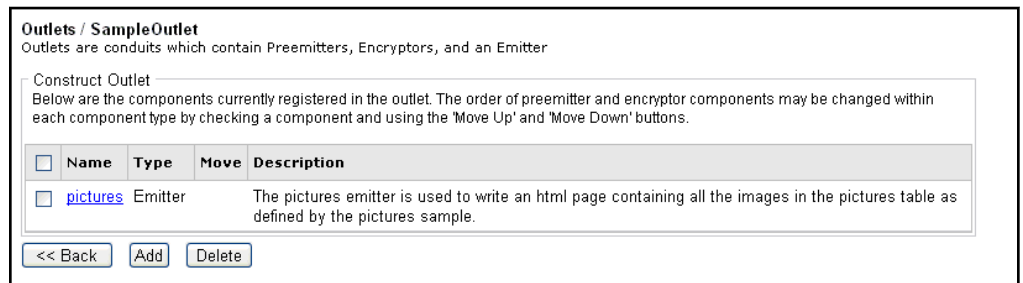 Outlets / SampleOutlet
Outlets are conduits which contain Preemitters, Encryptors, and an Emitter
Construct Outlet
Below are the components currently registered in the outlet. The order of preemitter and encryptor components may be changed within
each component type by checking a component and using the 'Move Up' and 'Move Down' buttons.
Name Type Move Description
pictures Emitter The pictures emitter is used to write an html page containing all the images in the pictures table as
defined by the pictures sample.
<< Back Add Delete